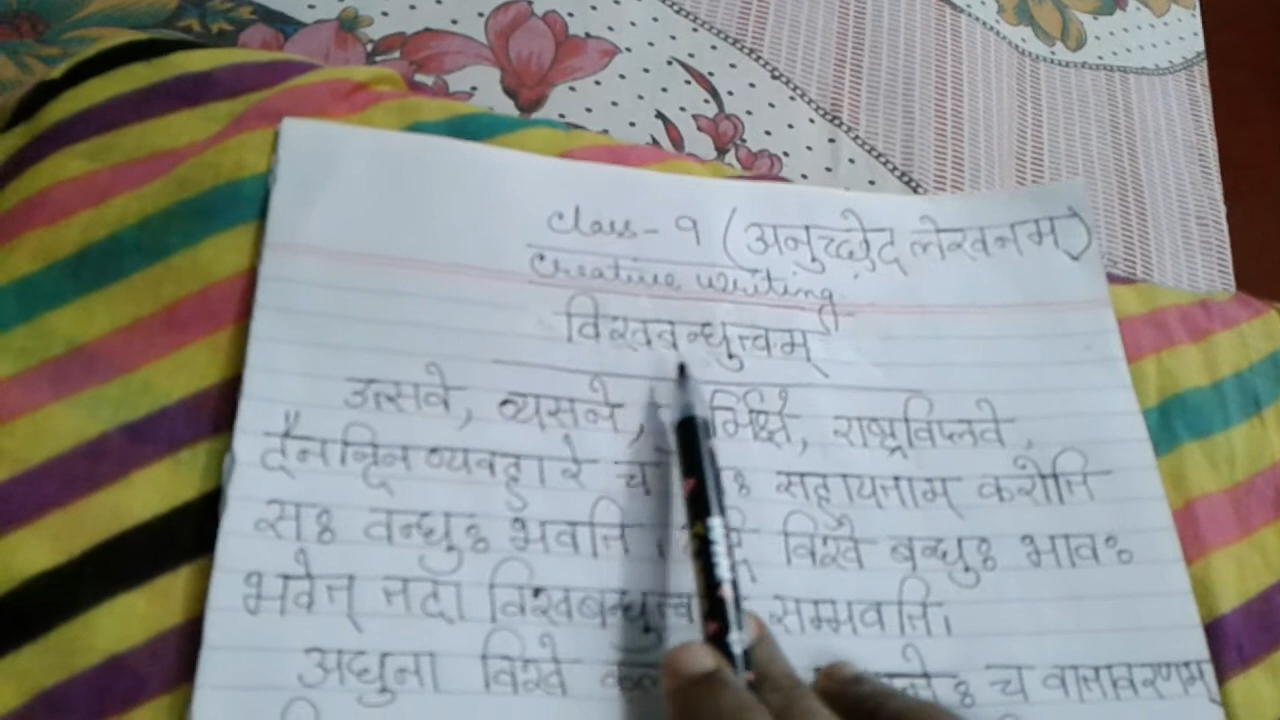 Class - 9 (अनुच्छेद लेखनम्)
Creative writing
विश्वबन्धुत्वम्
उत्सवे, व्यसने, र्भिक्षे, राष्ट्रविप्लवे,
दैनन्दिन व्यवहारे च सहायताम् करोति
सः वन्धुः भवति विश्वे बन्धुः भावः
भवेत् तदा विश्वबन्धुत्व सम्भवति।
अधुना विश्वे च वातावरणम्